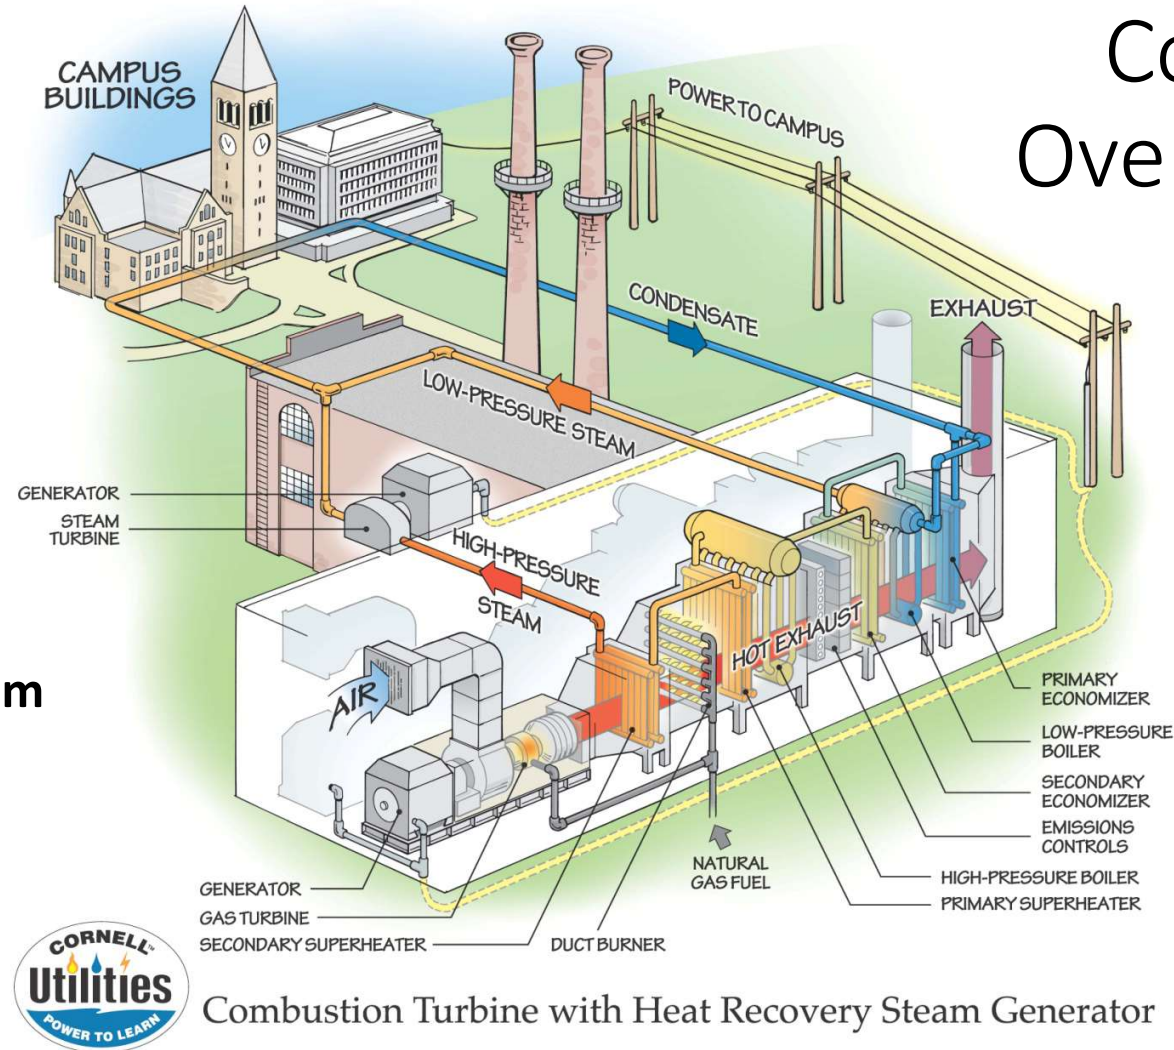 Co
Ove
CAMPUS
BUILDINGS
POWER TO CAMPUS
CONDENSATE
EXHAUST
LOW-PRESSURE STEAM
GENERATOR
STEAM
TURBINE
HIGH-PRESSURE
STEAM
HOT EXHAUST
m
AIR
PRIMARY
ECONOMIZER
LOW-PRESSURE
BOILER
SECONDARY
ECONOMIZER
EMISSIONS
CONTROLS
NATURAL
GAS FUEL
HIGH-PRESSURE BOILER
GENERATOR
PRIMARY SUPERHEATER
GAS TURBINE
SECONDARY SUPERHEATER
DUCT BURNER
CORNELL™
Utilities
POWER TO LEARN
Combustion Turbine with Heat Recovery Steam Generator